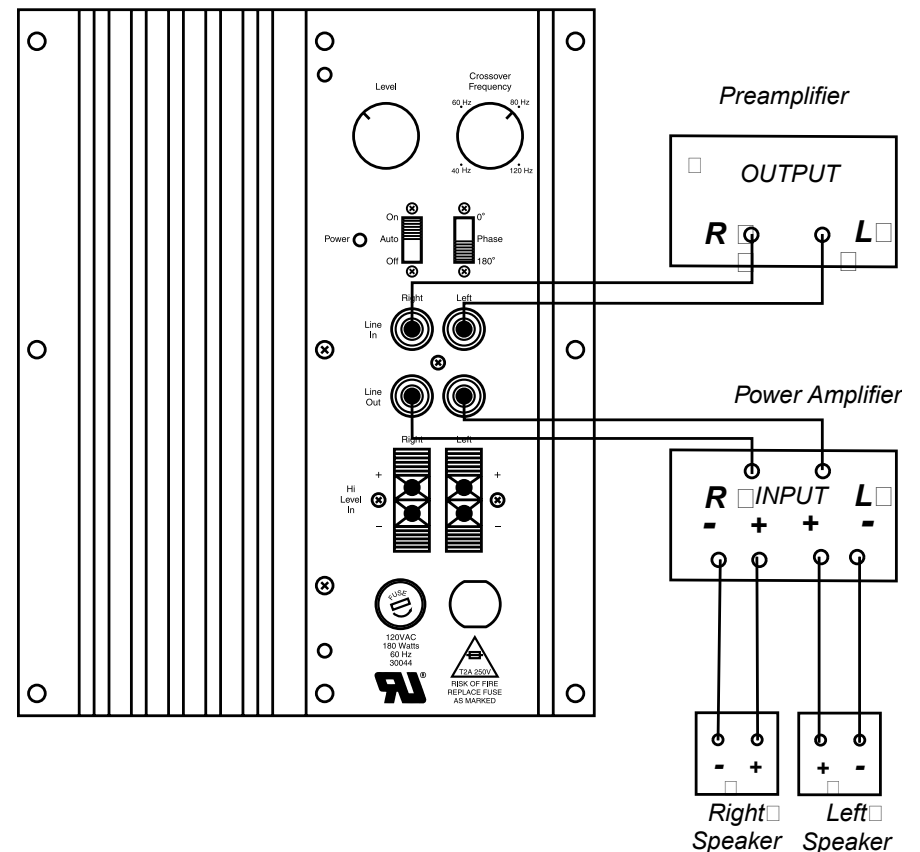 Level
Crossover
Frequency
60 Hz
80 Hz
40 Hz
120 Hz
On
Auto
Off
Power
0°
Phase
180°
Right
Left
Line
In
Line
Out
Right
Left
+
+
Hi
Level
In
–
–
FUSE
120VAC
180 Watts
60 Hz
30044
T2A 250V
RISK OF FIRE
REPLACE FUSE
AS MARKED
Preamplifier
OUTPUT
R
L
Power Amplifier
R INPUT L
- + + -
- +
+ -
Right
Speaker
Left
Speaker